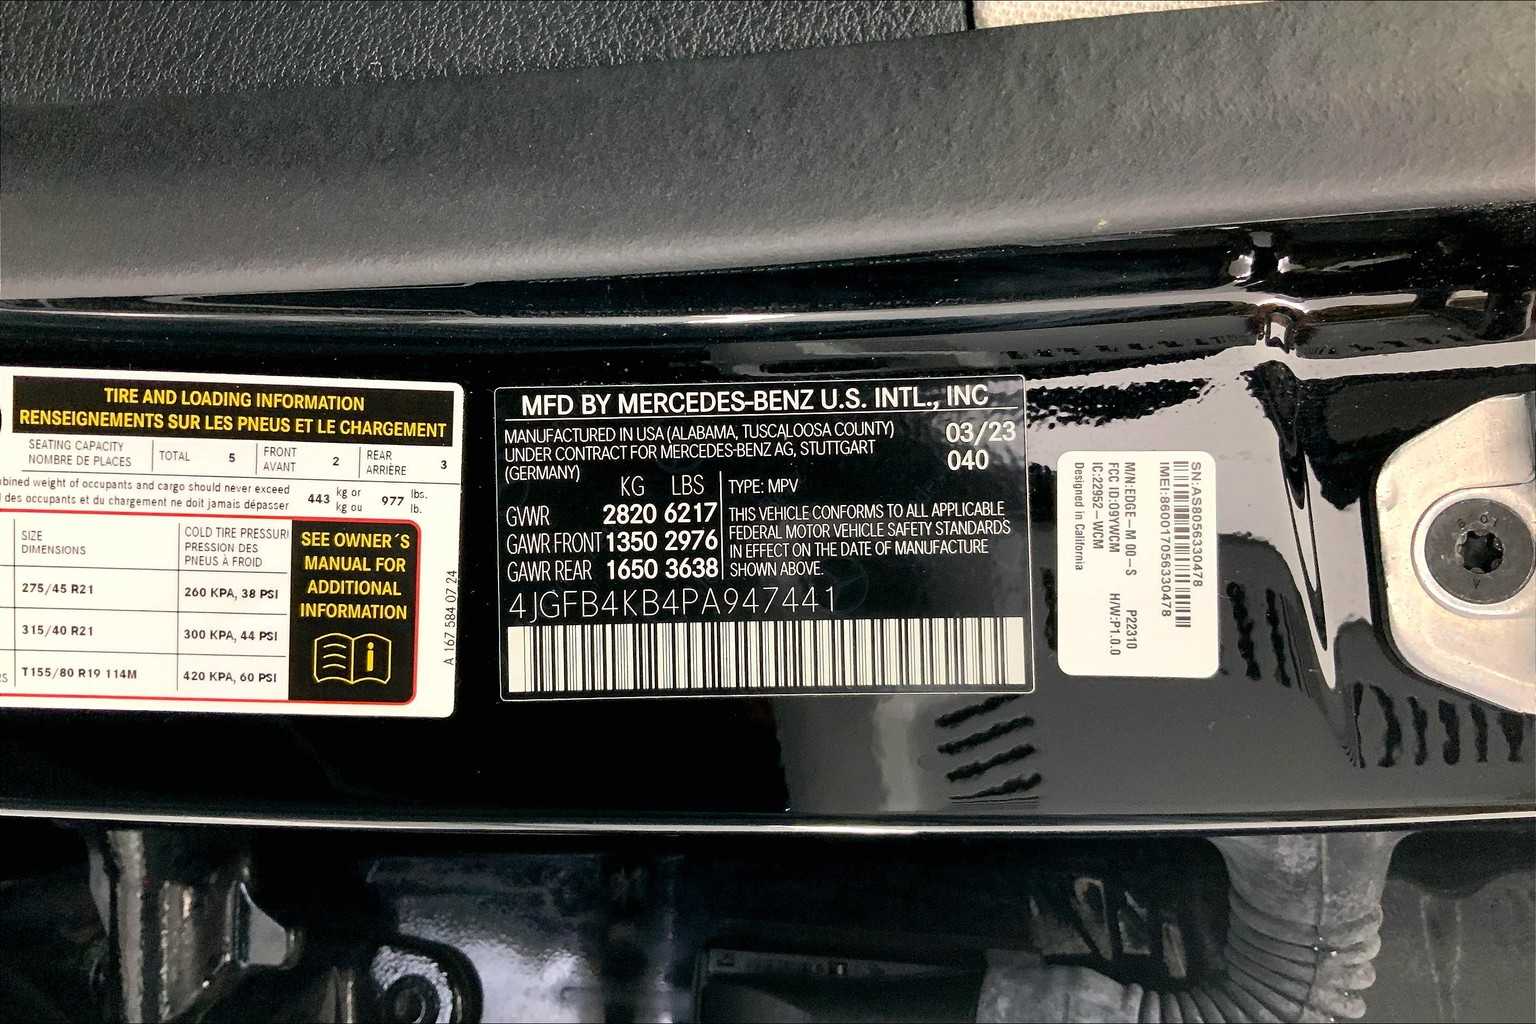 TIRE AND LOADING INFORMATION
RENSEIGNEMENTS SUR LES PNEUS ET LE CHARGEMENT
SEATING CAPACITY
NOMBRE DE PLACES
TOTAL 5
FRONT
AVANT
2
REAR
ARRIÈRE
3
weight of occupants and cargo should never exceed
des occupants et du chargement ne doit jamais dépasser
443 kg or
kg ou
977 lbs.
lb.
SIZE
DIMENSIONS
COLD TIRE
PRESSION DES
PNEUS À FROID
275/45 R21
260 KPA, 38 PSI
315/40 R21
300 KPA, 44 PSI
T155/80 R19 114M
420 KPA, 60 PSI
SEE OWNER´S
MANUAL FOR
ADDITIONAL
INFORMATION
A 167 584 07 24
MFD BY MERCEDES-BENZ U.S. INTL., INC
MANUFACTURED IN USA (ALABAMA, TUSCALOOSA COUNTY)
UNDER CONTRACT FOR MERCEDES-BENZ AG, STUTTGART
(GERMANY)
03/23
040
KG LBS
GVWR 2820 6217
GAWR FRONT 1350 2976
GAWR REAR 1650 3638
TYPE: MPV
THIS VEHICLE CONFORMS TO ALL APPLICABLE
FEDERAL MOTOR VEHICLE SAFETY STANDARDS
IN EFFECT ON THE DATE OF MANUFACTURE
SHOWN ABOVE.
4JGFB4KB4PA947441
SN:AS8056330478
IMEI:860017056330478
M/N:EDGE-M 00-S P22310
FCC ID:O9YWCM H/W:P1.0.0
IC:22952-WCM
Designed in California